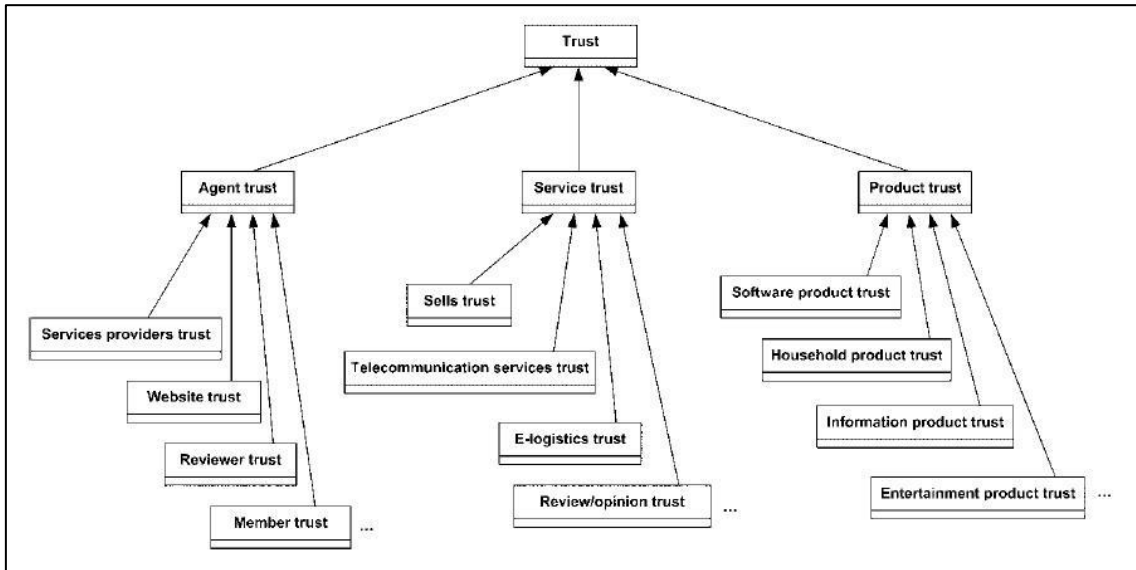 Trust
Agent trust
Service trust
Product trust
Software product trust
Sells trust
Services providers trust
Household product trust
Telecommunication services trust
Website trust
Information product trust
E-logistics trust
Reviewer trust
Review/opinion trust
...
Entertainment product trust
...
Member trust
...